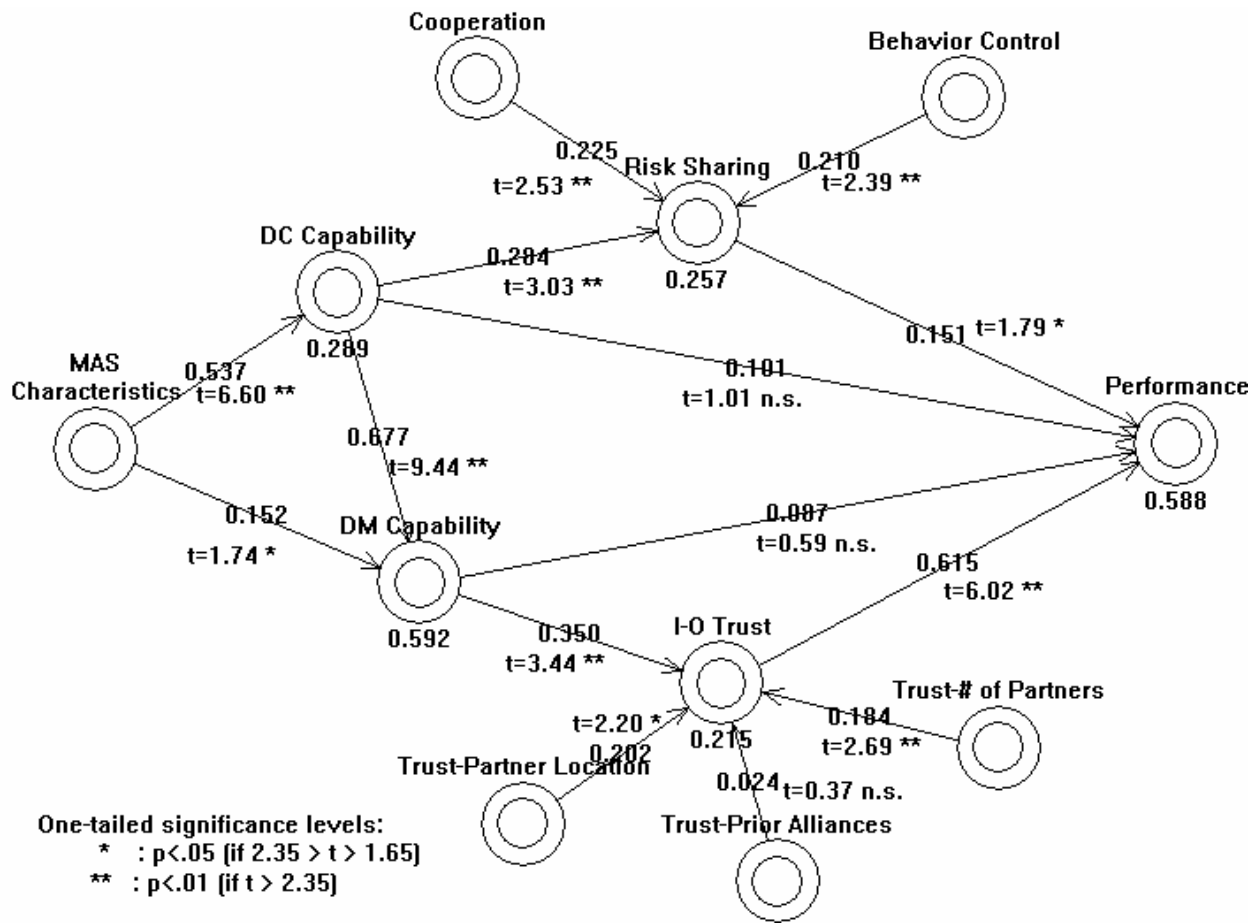 Cooperation
Behavior Control
0.225
t=2.53 **
Risk Sharing
0.210
t=2.39 **
DC Capability
0.284
t=3.03 **
0.257
0.289
MAS
Characteristics
0.537
t=6.60 **
0.151
t=1.79 *
0.101
t=1.01 n.s.
Performance
0.588
0.677
t=9.44 **
0.152
t=1.74 *
DM Capability
0.592
0.087
t=0.59 n.s.
0.615
t=6.02 **
0.350
t=3.44 **
I-O Trust
0.215
Trust-# of Partners
0.184
t=2.69 **
t=2.20 *
0.202
Trust-Partner Location
0.024
t=0.37 n.s.
Trust-Prior Alliances
One-tailed significance levels:
* : p<.05 (if 2.35 > t > 1.65)
** : p<.01 (if t > 2.35)